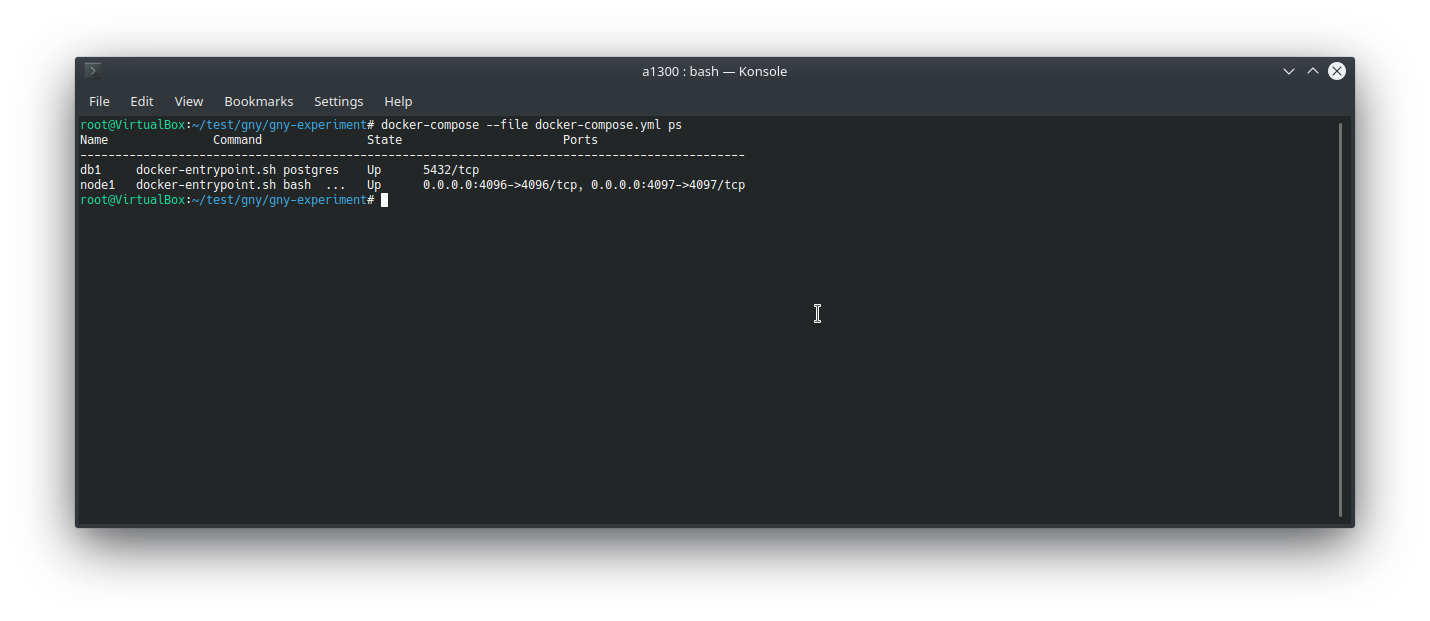 a1300 : bash — Konsole
File Edit View Bookmarks Settings Help
root@VirtualBox:~/test/gny/gny-experiment# docker-compose --file docker-compose.yml ps
Name               Command               State                       Ports
-----------------------------------------------------------------------------------------------
db1     docker-entrypoint.sh postgres    Up      5432/tcp
node1   docker-entrypoint.sh bash  ...   Up      0.0.0.0:4096->4096/tcp, 0.0.0.0:4097->4097/tcp
root@VirtualBox:~/test/gny/gny-experiment#